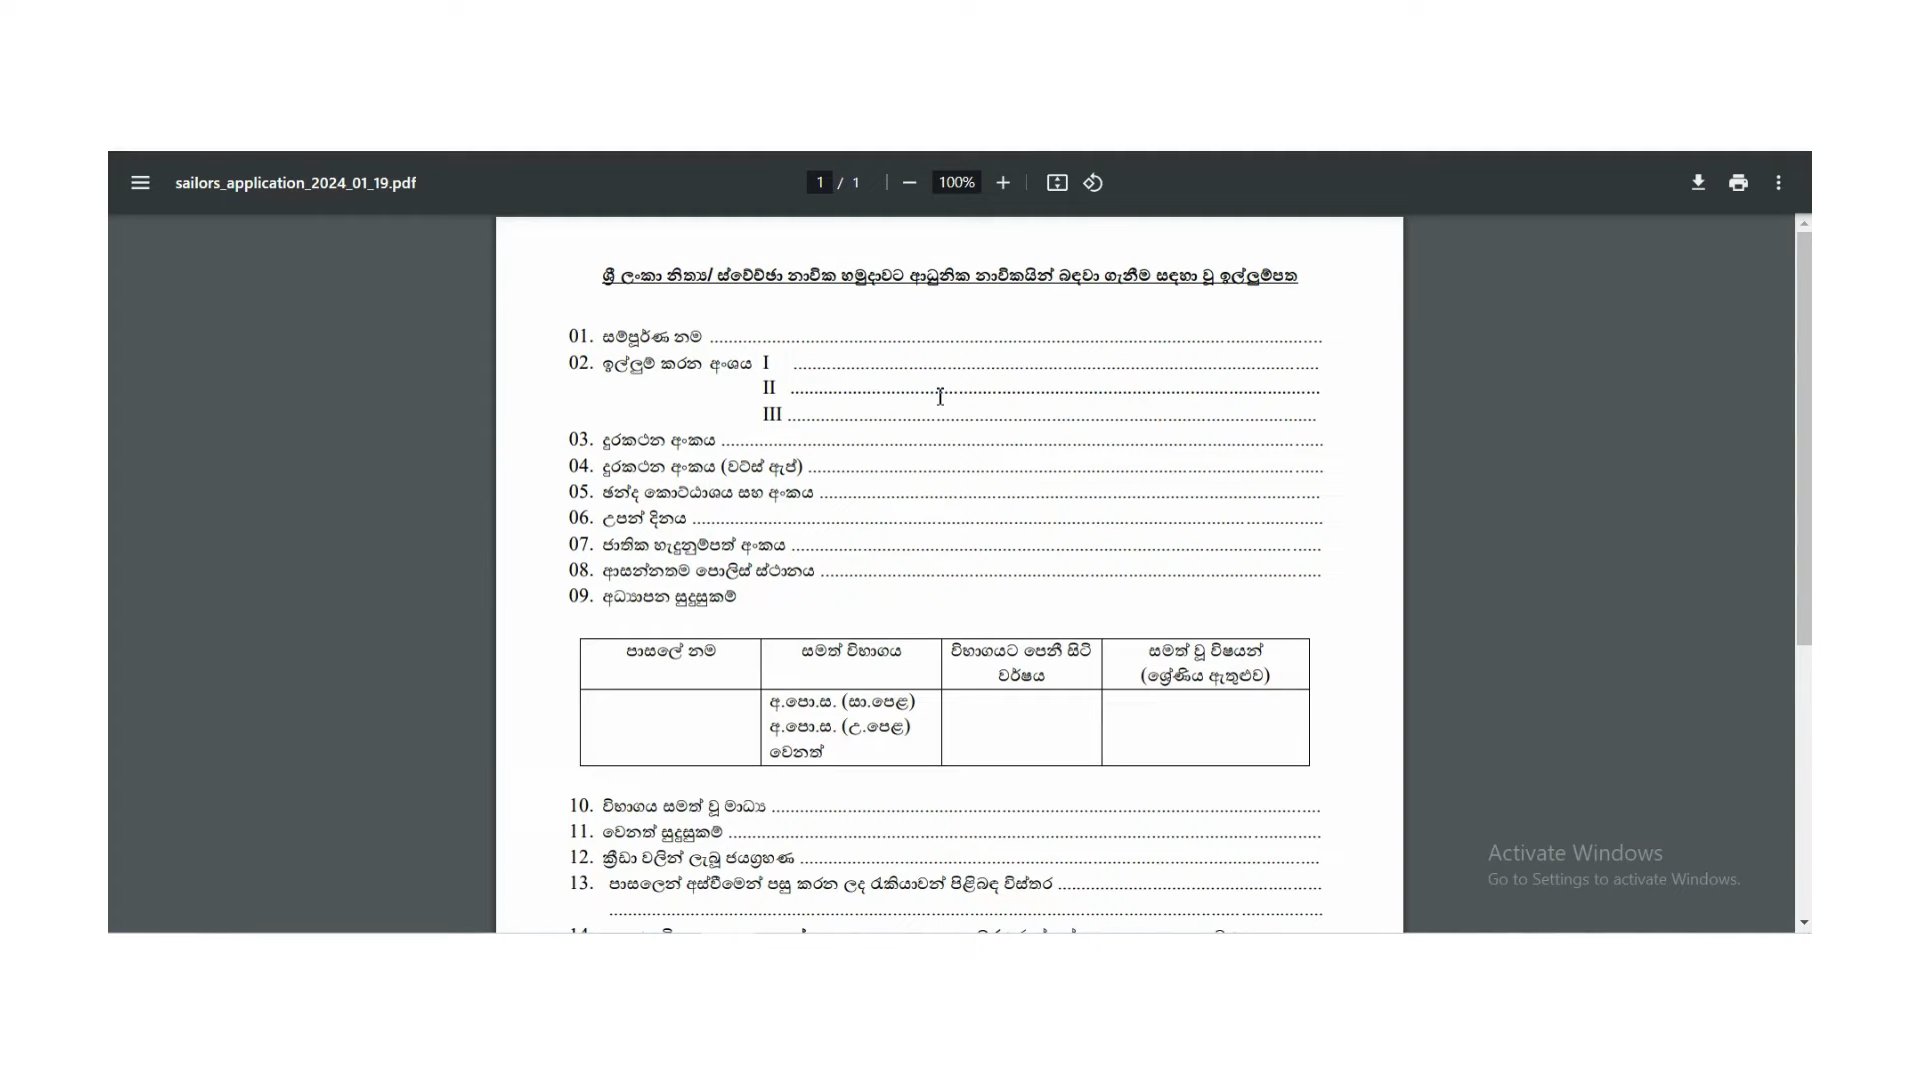 sailors_application_2024_01_19.pdf
1 / 1
100%
ශ්‍රී ලංකා නිත්‍ය/ ස්වේච්ඡා නාවික හමුදාවට ආධුනික නාවිකයින් බඳවා ගැනීම සඳහා වූ ඉල්ලුම්පත
01. සම්පූර්ණ නම ........................................
02. ඉල්ලුම් කරන අංශය I ........................................
II ........................................
III ........................................
03. දුරකථන අංකය ........................................
04. දුරකථන අංකය (වට්ස් ඇප්) ........................................
05. ඡන්ද කොට්ඨාශය සහ අංකය ........................................
06. උපන් දිනය ........................................
07. ජාතික හැඳුනුම්පත් අංකය ........................................
08. ආසන්නතම පොලිස් ස්ථානය ........................................
09. අධ්‍යාපන සුදුසුකම්
පාසලේ නම
සමත් විභාගය
විභාගයට පෙනී සිටි
වර්ෂය
සමත් වූ විෂයන්
(ශ්‍රේණිය ඇතුළුව)
අ.පො.ස. (සා.පෙළ)
අ.පො.ස. (උ.පෙළ)
වෙනත්
10. විභාගය සමත් වූ මාධ්‍ය ........................................
11. වෙනත් සුදුසුකම් ........................................
12. ක්‍රීඩා වලින් ලැබූ ජයග්‍රහණ ........................................
13. පාසලෙන් අස්වීමෙන් පසු කරන ලද රැකියාවන් පිළිබඳ විස්තර ....................
........................................
Activate Windows
Go to Settings to activate Windows.